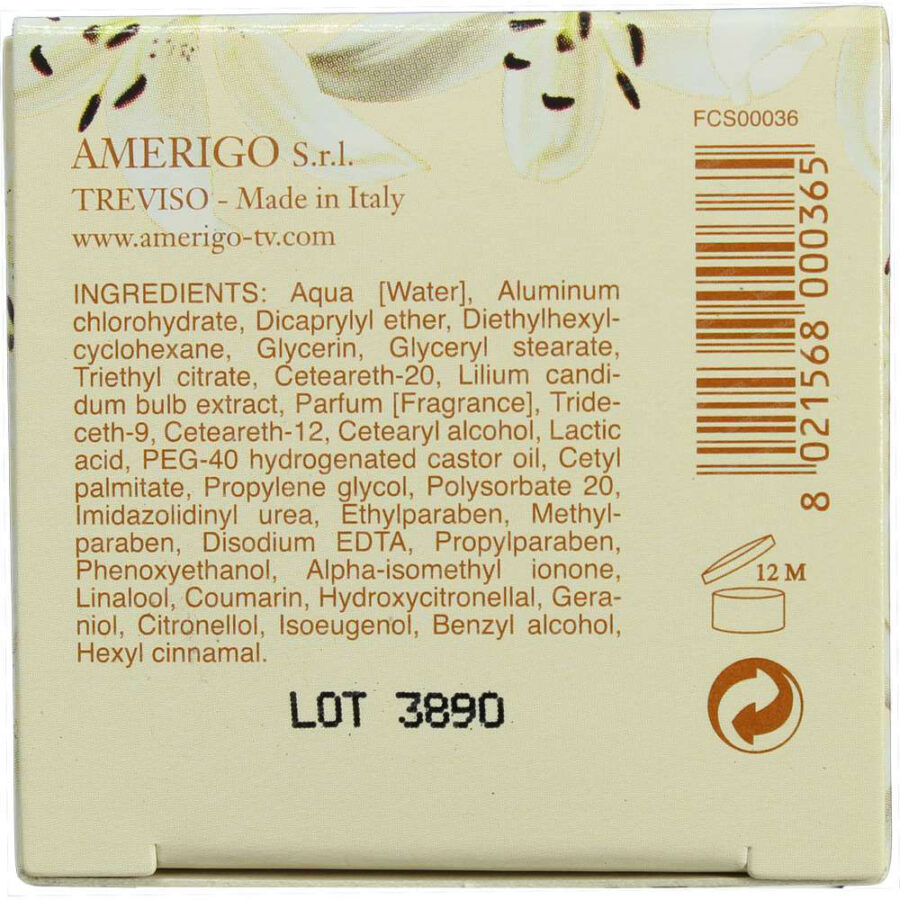 AMERIGO S.r.l.
TREVISO - Made in Italy
www.amerigo-tv.com
INGREDIENTS: Aqua [Water], Aluminum
chlorohydrate, Dicaprylyl ether, Diethylhexyl-
cyclohexane, Glycerin, Glyceryl stearate,
Triethyl citrate, Ceteareth-20, Lilium candi-
dum bulb extract, Parfum [Fragrance], Tride-
ceth-9, Ceteareth-12, Cetearyl alcohol, Lactic
acid, PEG-40 hydrogenated castor oil, Cetyl
palmitate, Propylene glycol, Polysorbate 20,
Imidazolidinyl urea, Ethylparaben, Methyl-
paraben, Disodium EDTA, Propylparaben,
Phenoxyethanol, Alpha-isomethyl ionone,
Linalool, Coumarin, Hydroxycitronellal, Gera-
niol, Citronellol, Isoeugenol, Benzyl alcohol,
Hexyl cinnamal.
LOT 3890
FCS00036
8 021568 000365
12 M